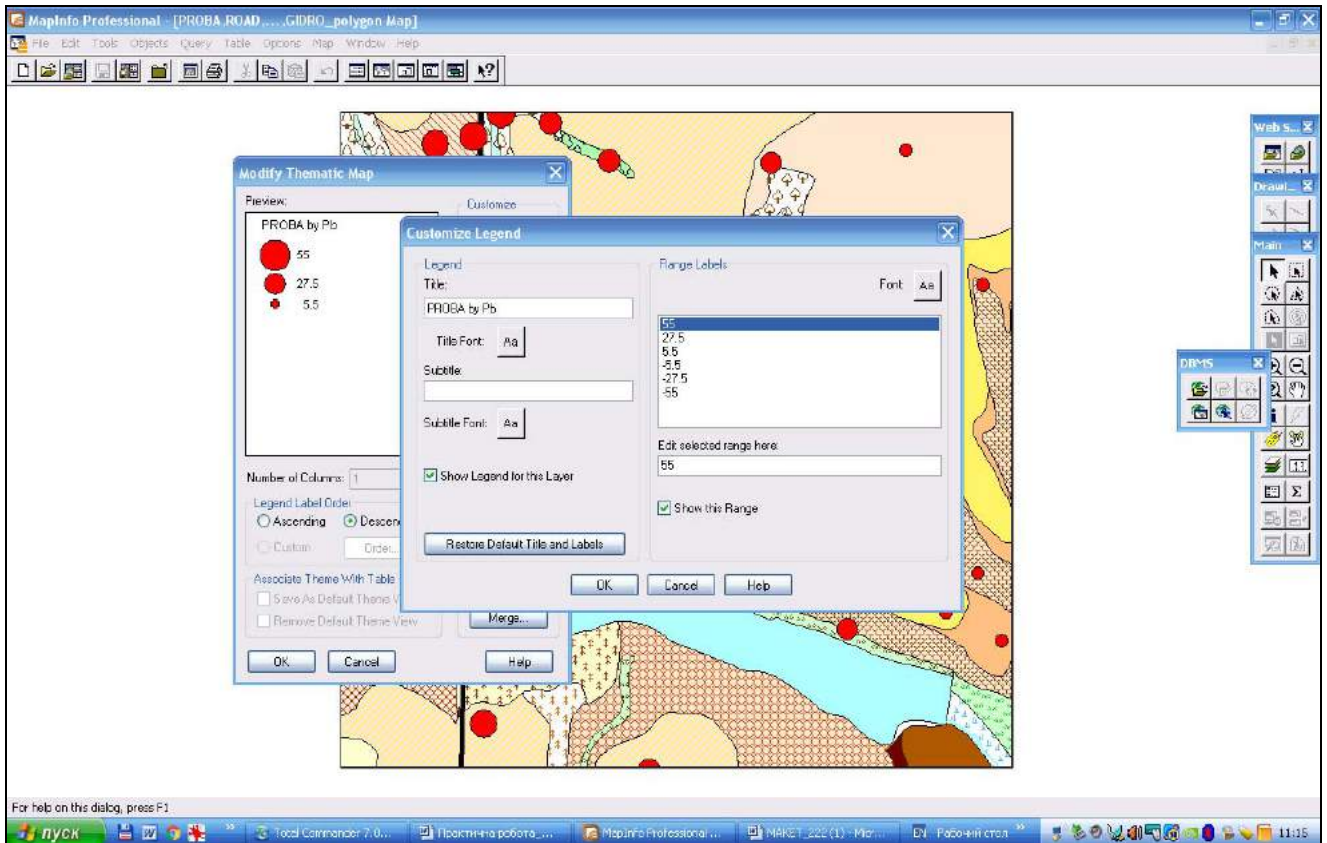 MapInfo Professional - [PROBA,ROAD,...,GIDRO_polygon Map]
File Edit Tools Objects Query Table Options Map Window Help
Web S...
Drawi...
Main
DBMS
Modify Thematic Map
Preview:
Customize
PROBA by Pb
55
27.5
5.5
Number of Columns: 1
Legend Label Order
Ascending Descen
Custom Order...
Associate Theme With Table
Save As Default Theme V
Remove Default Theme View
Merge...
OK Cancel Help
Customize Legend
Legend
Title:
PROBA by Pb
Title Font: Aa
Subtitle:
Subtitle Font: Aa
Show Legend for this Layer
Restore Default Title and Labels
Range Labels
Font: Aa
55
27.5
5.5
-5.5
-27.5
-55
Edit selected range here:
55
Show this Range
OK Cancel Help
For help on this dialog, press F1
пуск Total Commander 7.0... Практична робота_... MapInfo Professional ... MAKET_222 (1) - Mic... EN Рабочий стол 11:15